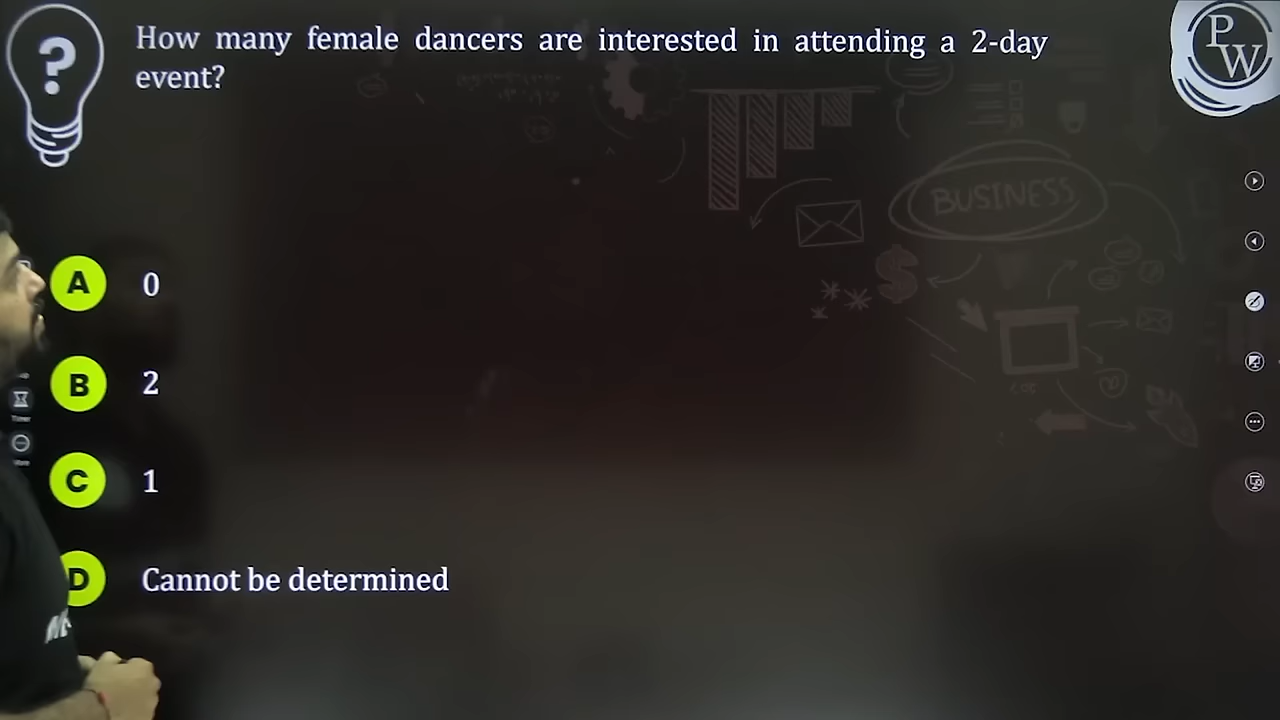 How many female dancers are interested in attending a 2-day
event?
PW
BUSINESS
A 0
B 2
C 1
D Cannot be determined